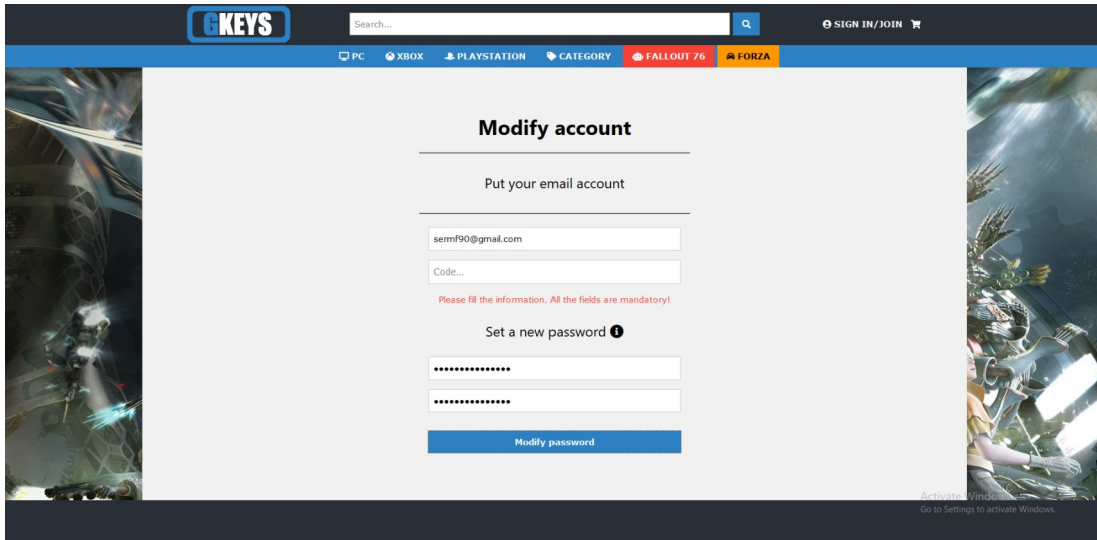 GKEYS
Search...
SIGN IN/JOIN
PC XBOX PLAYSTATION CATEGORY FALLOUT 76 FORZA
Modify account
Put your email account
sermf90@gmail.com
Code...
Please fill the information. All the fields are mandatory!
Set a new password
•••••••••••••••
•••••••••••••••
Modify password
Activate Windows
Go to Settings to activate Windows.